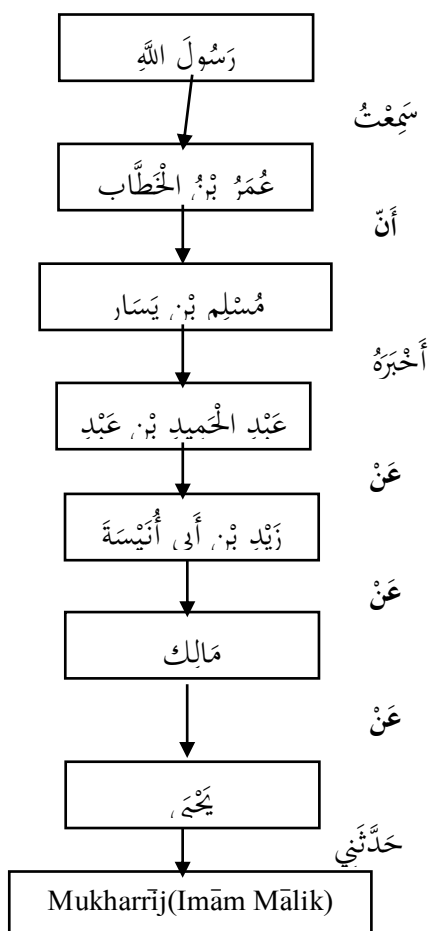 رَسُولَ اللَّهِ
سَمِعْتُ
عُمَرُ بْنُ الْخَطَّاب
أَنّ
مُسْلِم بْنِ يَسَار
أَخْبَرَهُ
عَبْدِ الْحَمِيدِ بْنِ عَبْدِ
عَنْ
زَيْدِ بْنِ أَبِي أُنَيْسَةَ
عَنْ
مَالِك
عَنْ
يَحْيَى
حَدَّثَنِي
Mukharrīj(Imām Mālik)